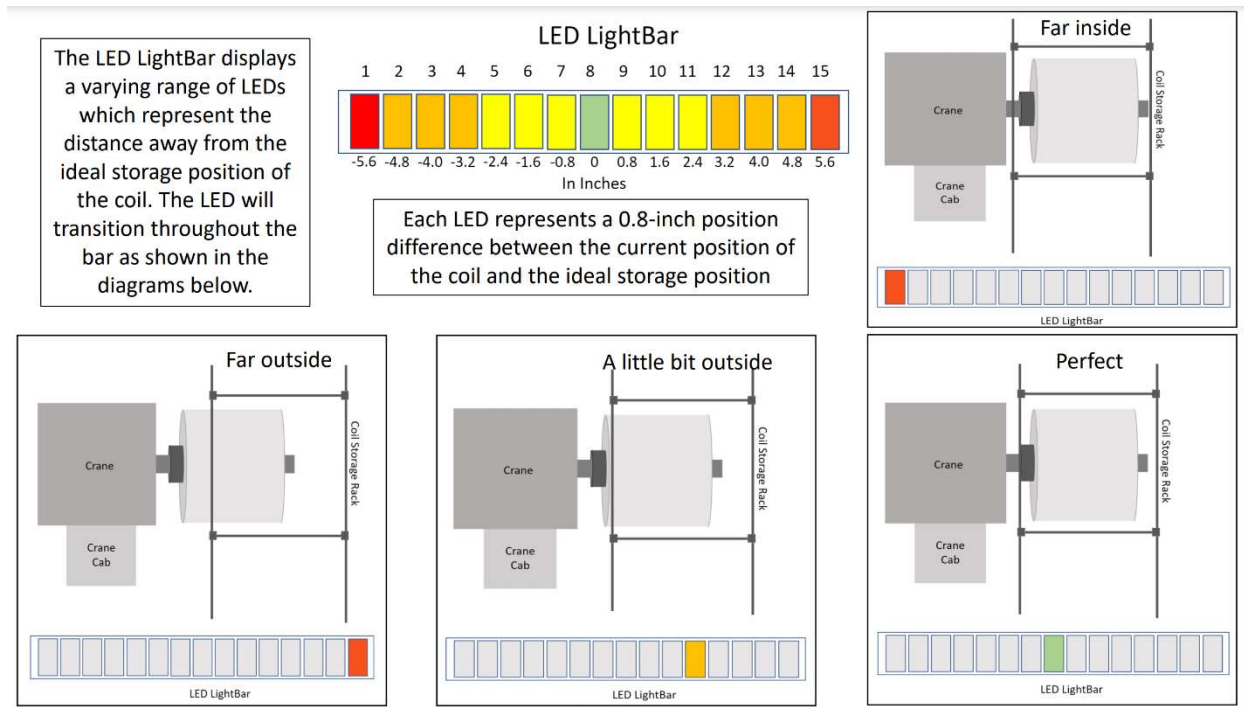 The LED LightBar displays
a varying range of LEDs
which represent the
distance away from the
ideal storage position of
the coil. The LED will
transition throughout the
bar as shown in the
diagrams below.
LED LightBar
1 2 3 4 5 6 7 8 9 10 11 12 13 14 15
-5.6 -4.8 -4.0 -3.2 -2.4 -1.6 -0.8 0 0.8 1.6 2.4 3.2 4.0 4.8 5.6
In Inches
Each LED represents a 0.8-inch position
difference between the current position of
the coil and the ideal storage position
Far inside
Crane
Crane
Cab
Coil Storage Rack
LED LightBar
Far outside
Crane
Crane
Cab
Coil Storage Rack
LED LightBar
A little bit outside
Crane
Crane
Cab
Coil Storage Rack
LED LightBar
Perfect
Crane
Crane
Cab
Coil Storage Rack
LED LightBar